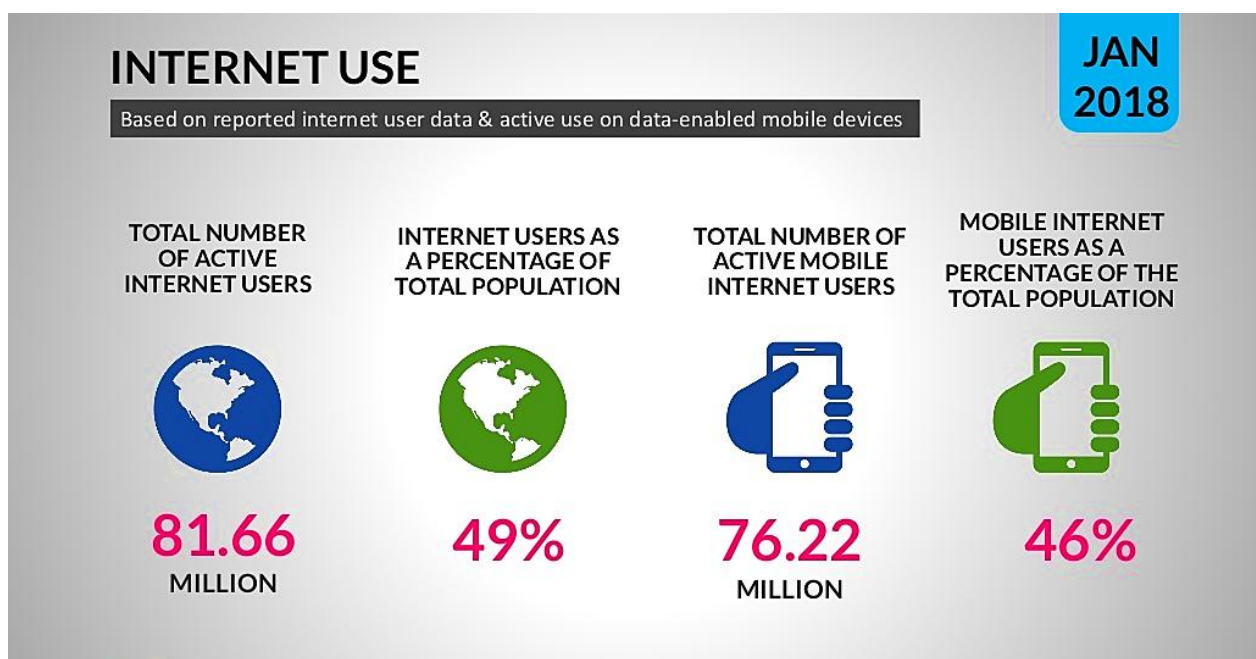 INTERNET USE
JAN
2018
Based on reported internet user data & active use on data-enabled mobile devices
TOTAL NUMBER
OF ACTIVE
INTERNET USERS
81.66
MILLION
INTERNET USERS AS
A PERCENTAGE OF
TOTAL POPULATION
49%
TOTAL NUMBER OF
ACTIVE MOBILE
INTERNET USERS
76.22
MILLION
MOBILE INTERNET
USERS AS A
PERCENTAGE OF THE
TOTAL POPULATION
46%